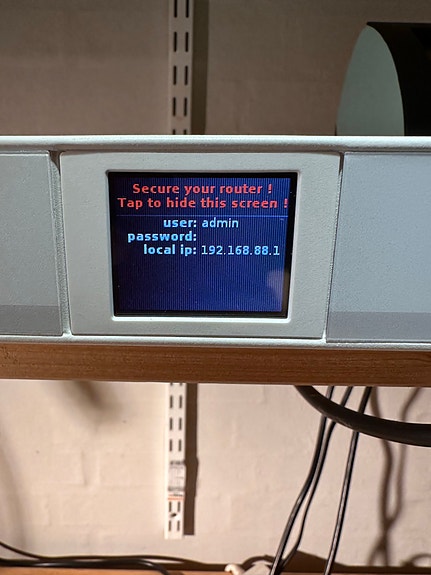 Secure your router !
Tap to hide this screen !
user: admin
password:
local ip: 192.168.88.1